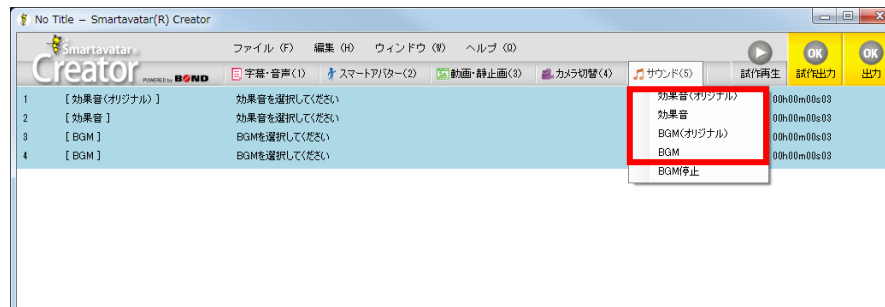 No Title – Smartavatar(R) Creator
Smartavatar®
Creator POWERED by BOND
ファイル (F) 編集 (H) ウィンドウ (W) ヘルプ (Q)
字幕・音声(1) スマートアバター(2) 動画・静止画(3) カメラ切替(4) サウンド(5)
試作再生
OK 試作出力
OK 出力
1 [ 効果音(オリジナル) ] 効果音を選択してください 00h00m00s03
2 [ 効果音 ] 効果音を選択してください 00h00m00s03
3 [ BGM ] BGMを選択してください 00h00m00s03
4 [ BGM ] BGMを選択してください 00h00m00s03
効果音(オリジナル)
効果音
BGM(オリジナル)
BGM
BGM停止